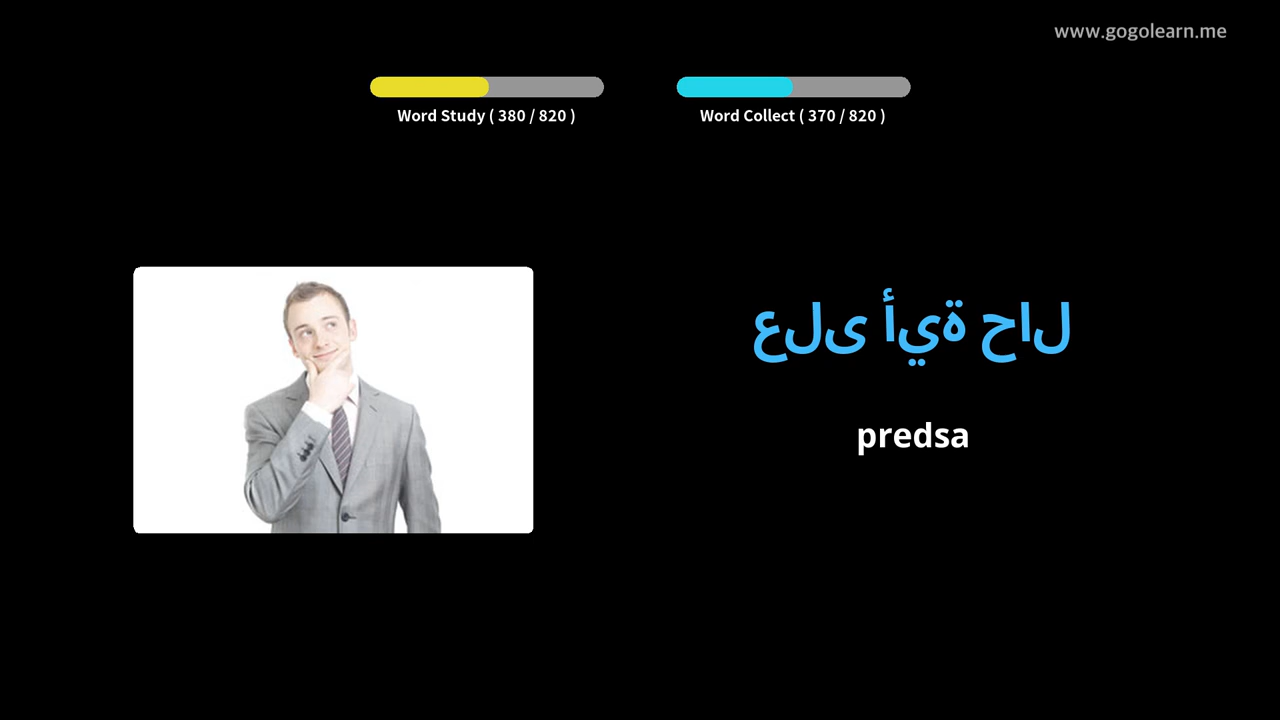 www.gogolearn.me
Word Study ( 380 / 820 )
Word Collect ( 370 / 820 )
على أية حال
predsa